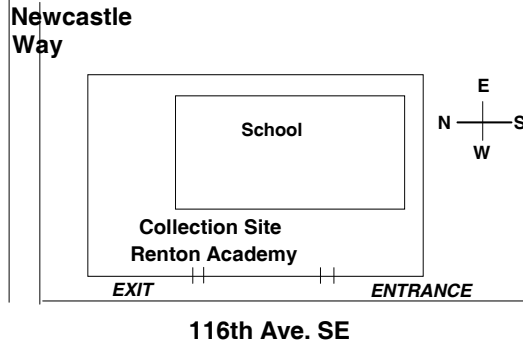 Newcastle
Way
E
N
S
W
School
Collection Site
Renton Academy
EXIT
ENTRANCE
116th Ave. SE